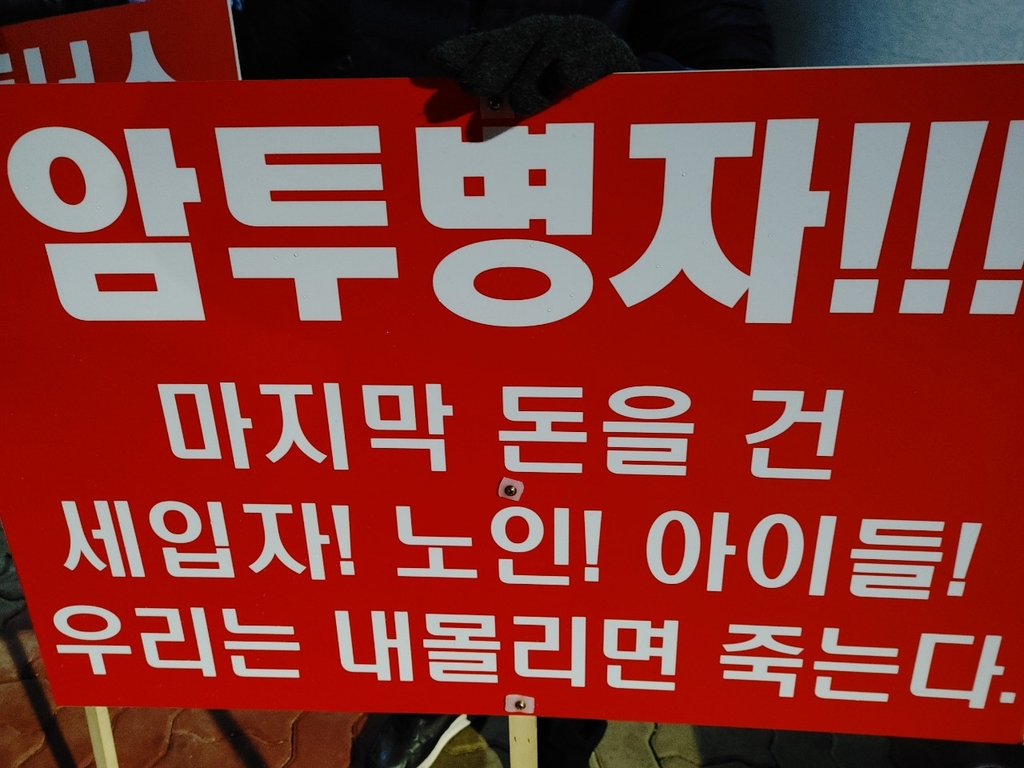 암투병자!!!
마지막 돈을 건
세입자! 노인! 아이들!
우리는 내몰리면 죽는다.